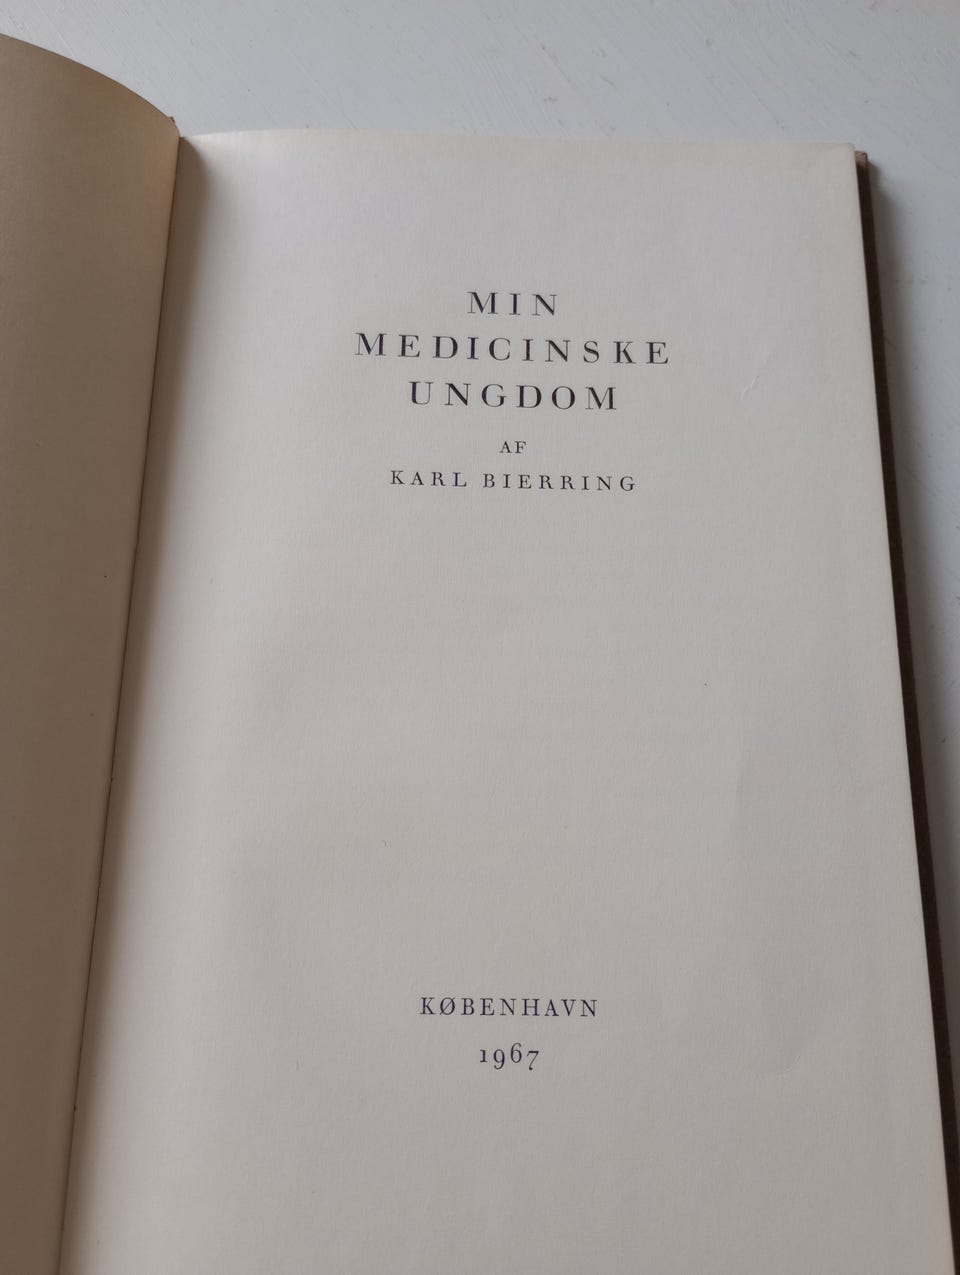 MIN
MEDICINSKE
UNGDOM
AF
KARL BIERRING
KØBENHAVN
1967